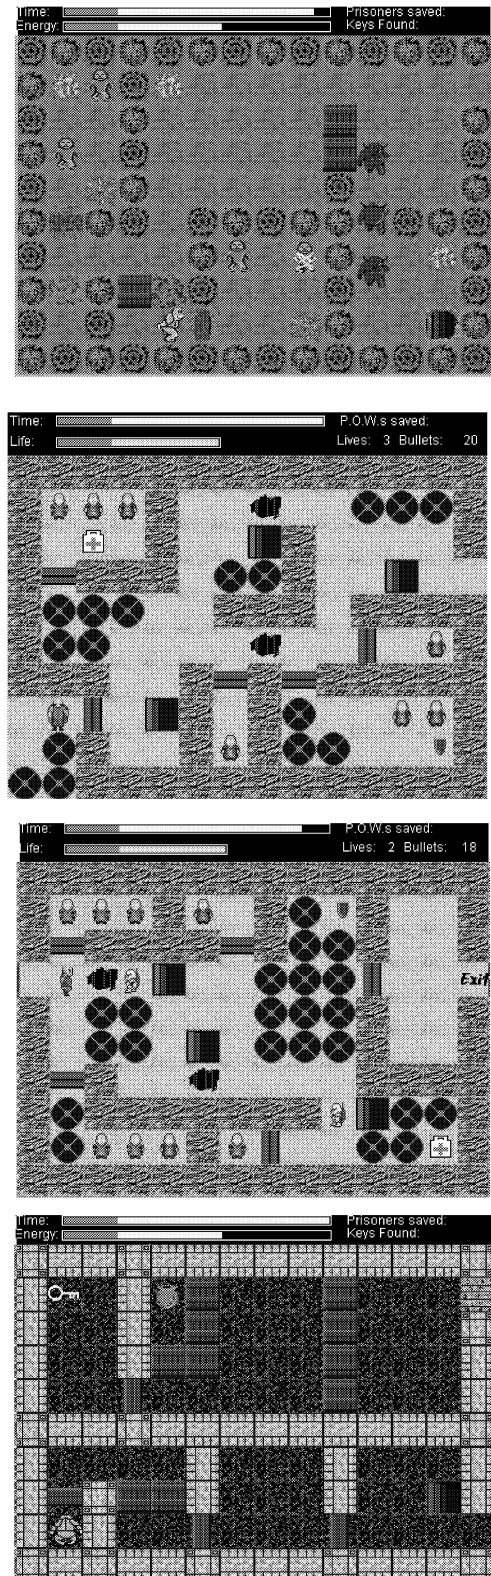 Time: Prisoners saved:
Energy: Keys Found:
Time: P.O.W.s saved:
Life: Lives: 3 Bullets: 20
Time: P.O.W.s saved:
Life: Lives: 2 Bullets: 18
Exit
Time: Prisoners saved:
Energy: Keys Found: